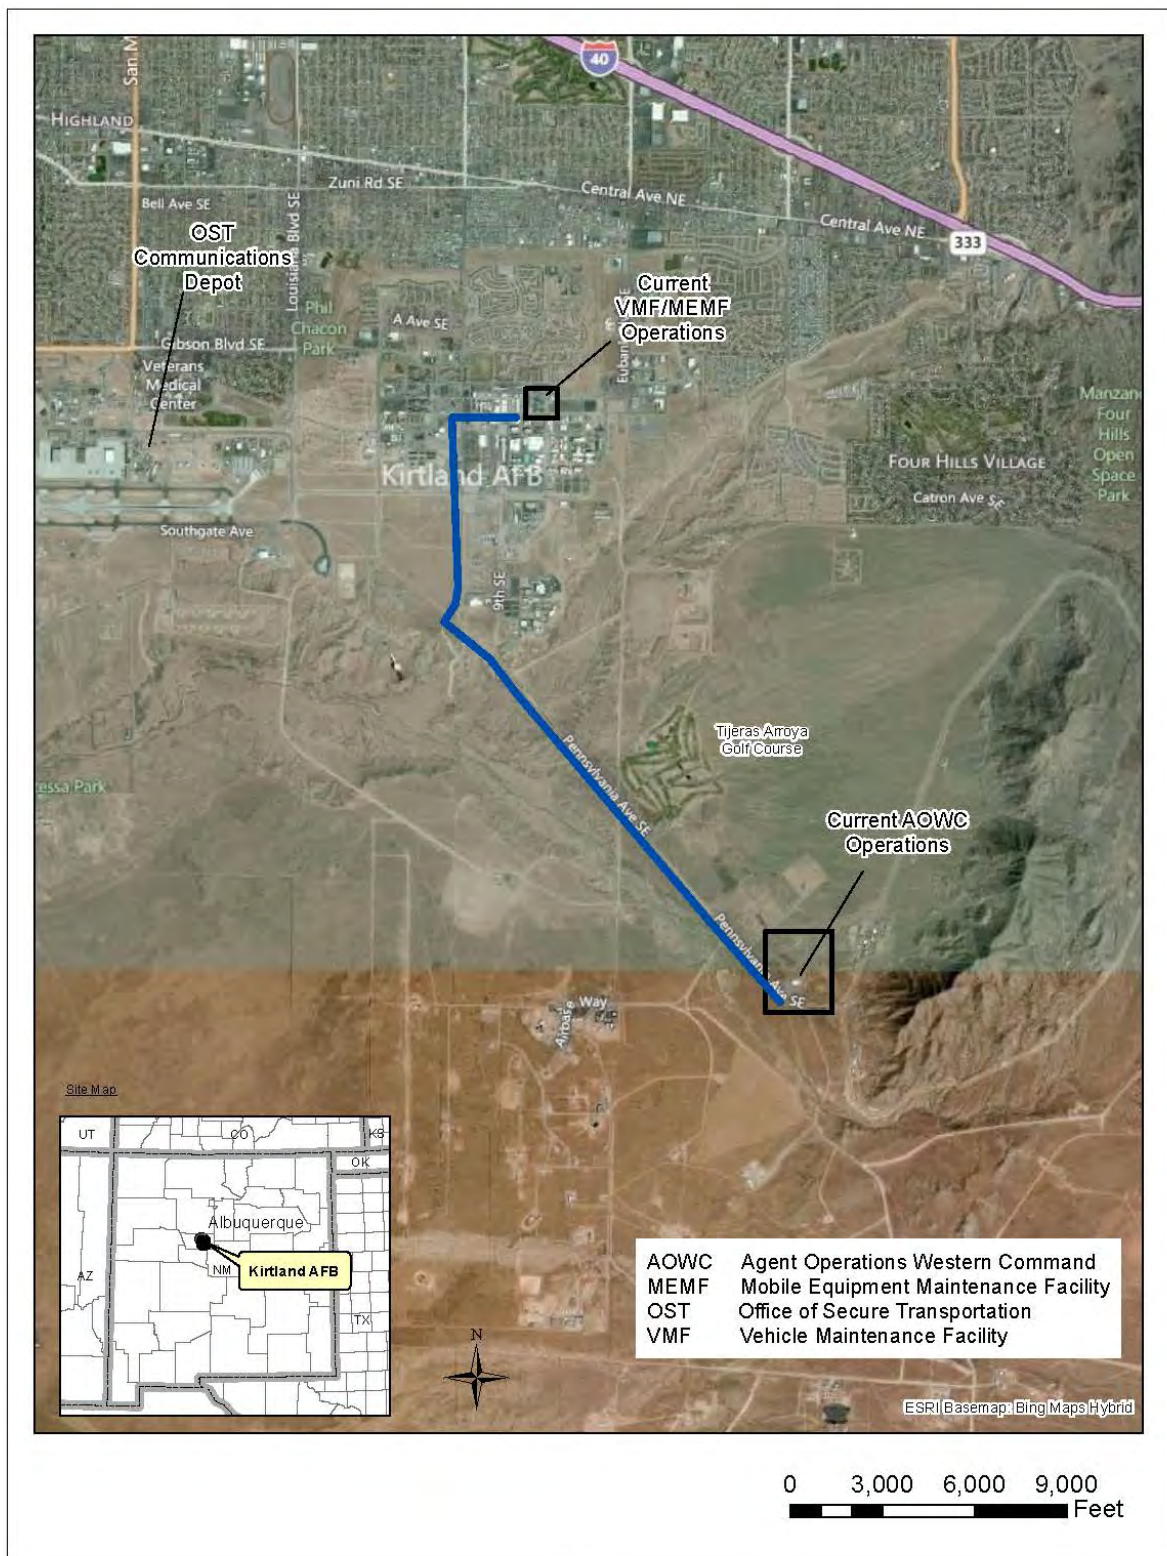 40
San M
HIGHLAND
Zuni Rd SE
Central Ave NE
Bell Ave SE
Louisiana Blvd SE
Central Ave NE
333
OST
Communications
Depot
Current
VMF/MEMF
Operations
Phil
Chacon
Park
A Ave SE
Gibson Blvd SE
Euban
E
Veterans
Medical
Center
Manzan
Four
Hills
Open
Space
Park
Kirtland AFB
FOUR HILLS VILLAGE
Catron Ave SE
Southgate Ave
9th SE
Tijeras Arroya
Golf Course
Pennsylvania Ave SE
essa Park
Current AOWC
Operations
Pennsylvania Ave SE
Airbase Way
Site Map
UT
CO
KS
OK
Albuquerque
Kirtland AFB
NM
AZ
TX
AOWC Agent Operations Western Command
MEMF Mobile Equipment Maintenance Facility
OST Office of Secure Transportation
VMF Vehicle Maintenance Facility
N
ESRI Basemap: Bing Maps Hybrid
0 3,000 6,000 9,000
Feet